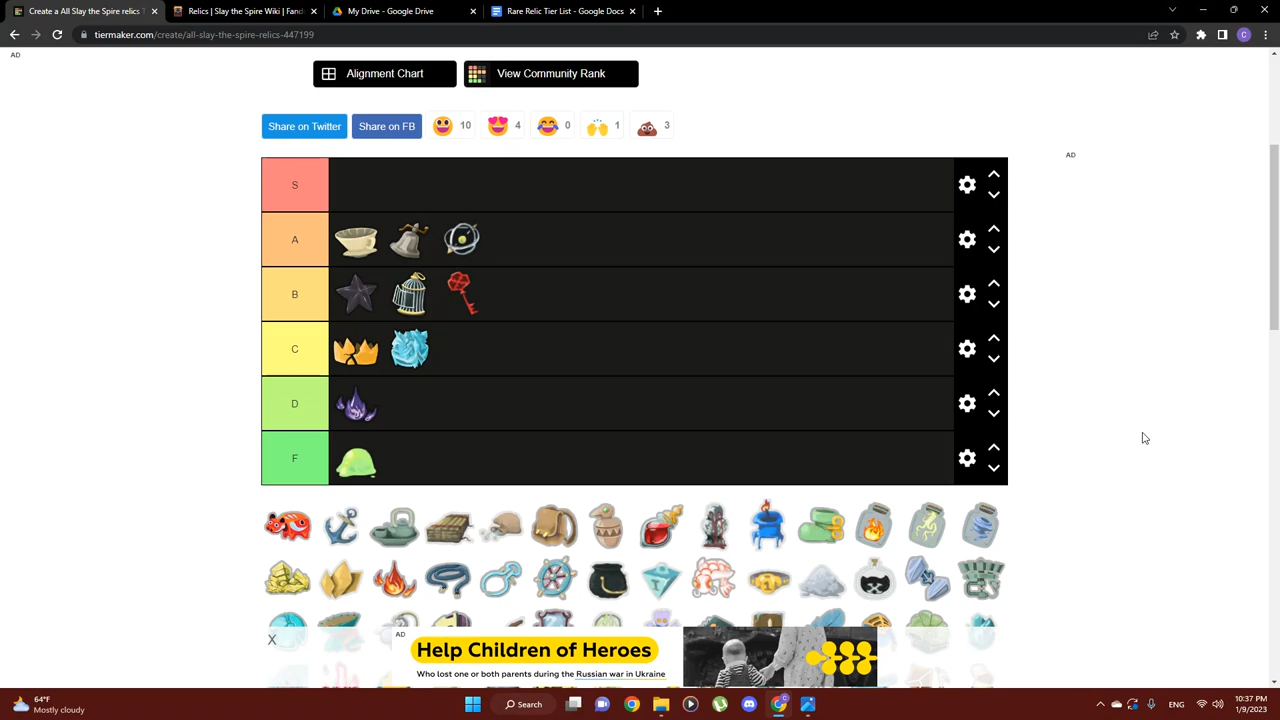 Create a All Slay the Spire relics T
Relics | Slay the Spire Wiki | Fand
My Drive - Google Drive
Rare Relic Tier List - Google Docs
tiermaker.com/create/all-slay-the-spire-relics-447199
C
AD
Alignment Chart
View Community Rank
Share on Twitter
Share on FB
10
4
0
1
3
AD
S
A
B
C
D
F
X
AD
Help Children of Heroes
Who lost one or both parents during the Russian war in Ukraine
64°F
Mostly cloudy
Search
ENG
10:37 PM
1/9/2023